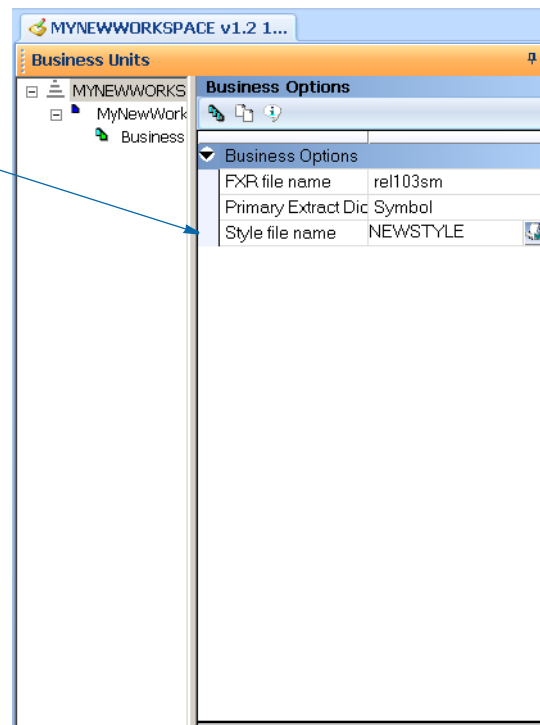 MYNEWWORKSPACE v1.2 1...
Business Units
MYNEWWORKS
MyNewWork
Business
Business Options
Business Options
FXR file name rel103sm
Primary Extract Dic Symbol
Style file name NEWSTYLE